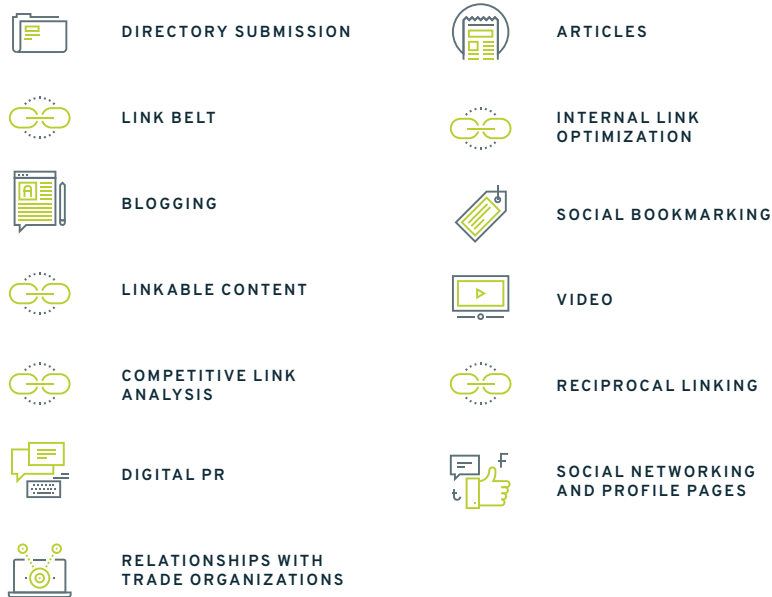 DIRECTORY SUBMISSION
LINK BELT
BLOGGING
LINKABLE CONTENT
COMPETITIVE LINK
ANALYSIS
DIGITAL PR
RELATIONSHIPS WITH
TRADE ORGANIZATIONS
ARTICLES
INTERNAL LINK
OPTIMIZATION
SOCIAL BOOKMARKING
VIDEO
RECIPROCAL LINKING
SOCIAL NETWORKING
AND PROFILE PAGES